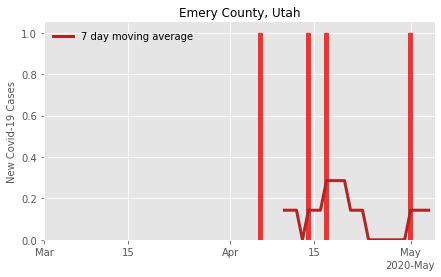 Emery County, Utah
7 day moving average
New Covid-19 Cases
1.0
0.8
0.6
0.4
0.2
0.0
Mar
15
Apr
15
May
2020-May